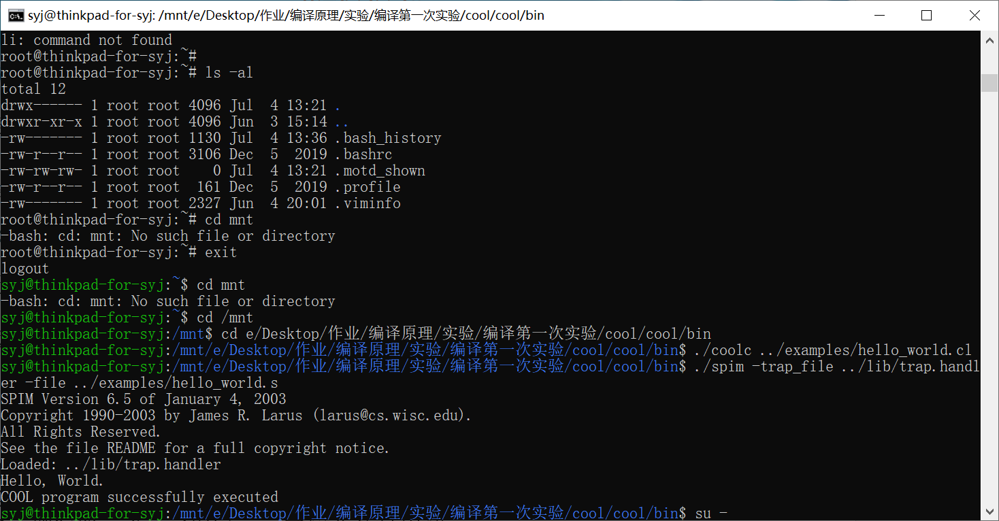 syj@thinkpad-for-syj: /mnt/e/Desktop/作业/编译原理/实验/编译第一次实验/cool/cool/bin
li: command not found
root@thinkpad-for-syj:~#
root@thinkpad-for-syj:~# ls -al
total 12
drwx------ 1 root root 4096 Jul  4 13:21 .
drwxr-xr-x 1 root root 4096 Jun  3 15:14 ..
-rw------- 1 root root 1130 Jul  4 13:36 .bash_history
-rw-r--r-- 1 root root 3106 Dec  5  2019 .bashrc
-rw-rw-rw- 1 root root    0 Jul  4 13:21 .motd_shown
-rw-r--r-- 1 root root  161 Dec  5  2019 .profile
-rw------- 1 root root 2327 Jun  4 20:01 .viminfo
root@thinkpad-for-syj:~# cd mnt
-bash: cd: mnt: No such file or directory
root@thinkpad-for-syj:~# exit
logout
syj@thinkpad-for-syj:~$ cd mnt
-bash: cd: mnt: No such file or directory
syj@thinkpad-for-syj:~$ cd /mnt
syj@thinkpad-for-syj:/mnt$ cd e/Desktop/作业/编译原理/实验/编译第一次实验/cool/cool/bin
syj@thinkpad-for-syj:/mnt/e/Desktop/作业/编译原理/实验/编译第一次实验/cool/cool/bin$ ./coolc ../examples/hello_world.cl
syj@thinkpad-for-syj:/mnt/e/Desktop/作业/编译原理/实验/编译第一次实验/cool/cool/bin$ ./spim -trap_file ../lib/trap.handl
er -file ../examples/hello_world.s
SPIM Version 6.5 of January 4, 2003
Copyright 1990-2003 by James R. Larus (larus@cs.wisc.edu).
All Rights Reserved.
See the file README for a full copyright notice.
Loaded: ../lib/trap.handler
Hello, World.
COOL program successfully executed
syj@thinkpad-for-syj:/mnt/e/Desktop/作业/编译原理/实验/编译第一次实验/cool/cool/bin$ su -